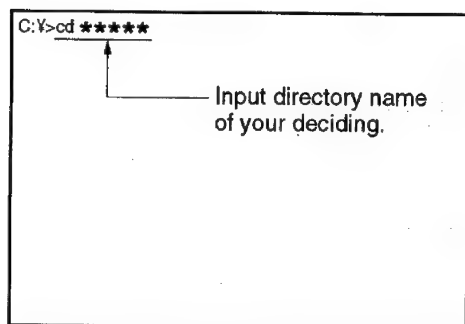 C:¥>cd ★★★★★
Input directory name
of your deciding.